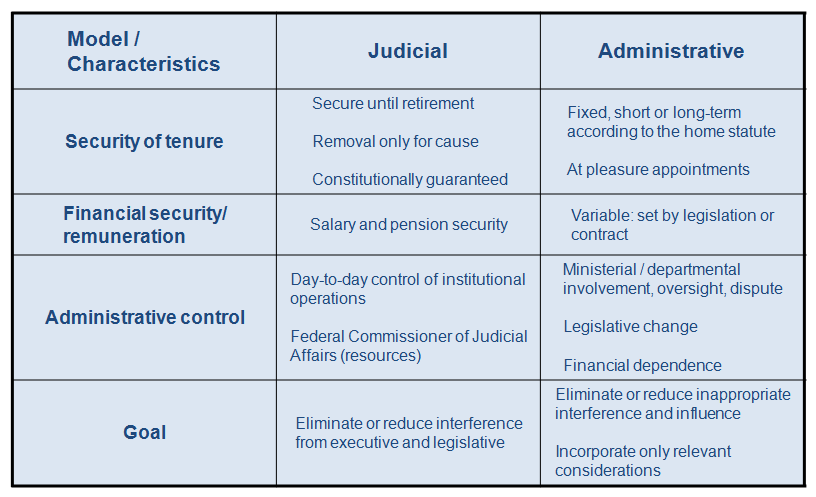 Model /
Characteristics
Judicial
Administrative
Security of tenure
Secure until retirement
Removal only for cause
Constitutionally guaranteed
Fixed, short or long-term
according to the home statute
At pleasure appointments
Financial security/
remuneration
Salary and pension security
Variable: set by legislation or
contract
Administrative control
Day-to-day control of institutional
operations
Federal Commissioner of Judicial
Affairs (resources)
Ministerial / departmental
involvement, oversight, dispute
Legislative change
Financial dependence
Goal
Eliminate or reduce interference
from executive and legislative
Eliminate or reduce inappropriate
interference and influence
Incorporate only relevant
considerations